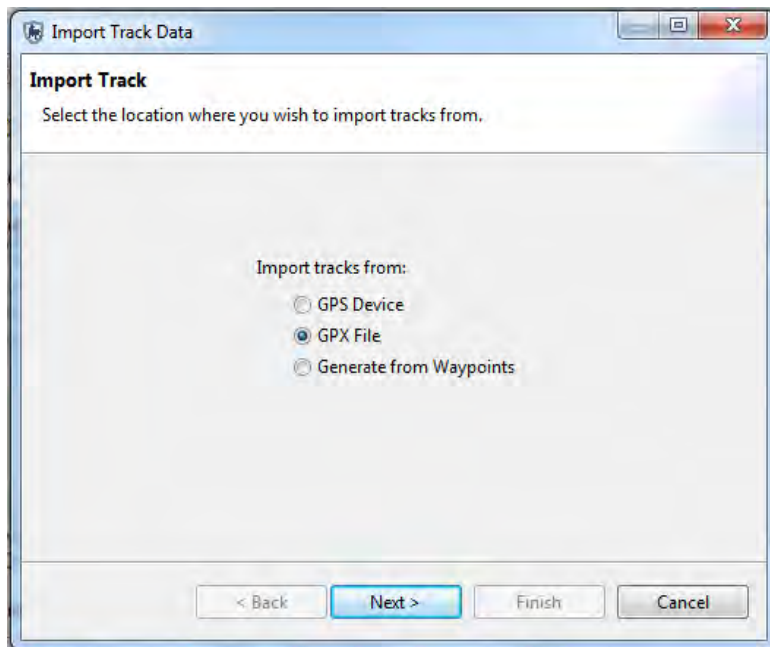 Import Track Data
Import Track
Select the location where you wish to import tracks from.
Import tracks from:
GPS Device
GPX File
Generate from Waypoints
< Back Next > Finish Cancel